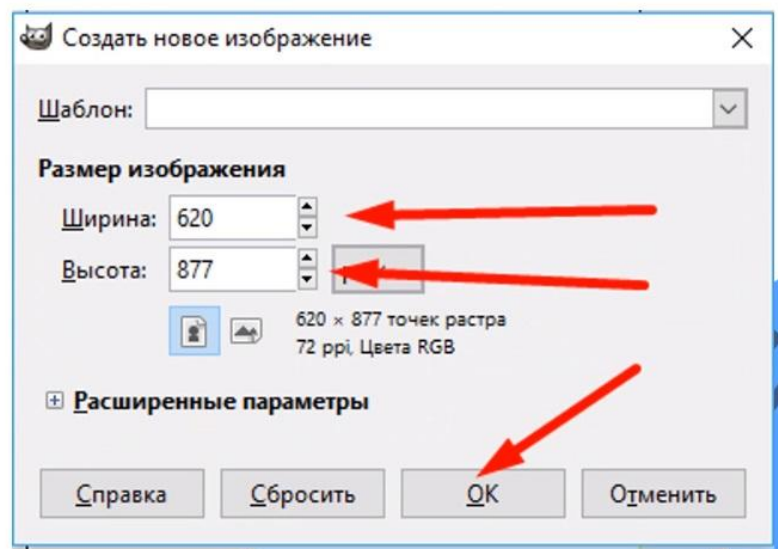 Создать новое изображение
Шаблон:
Размер изображения
Ширина: 620
Высота: 877
620 × 877 точек растра
72 ppi, Цвета RGB
Расширенные параметры
Справка Сбросить OK Отменить